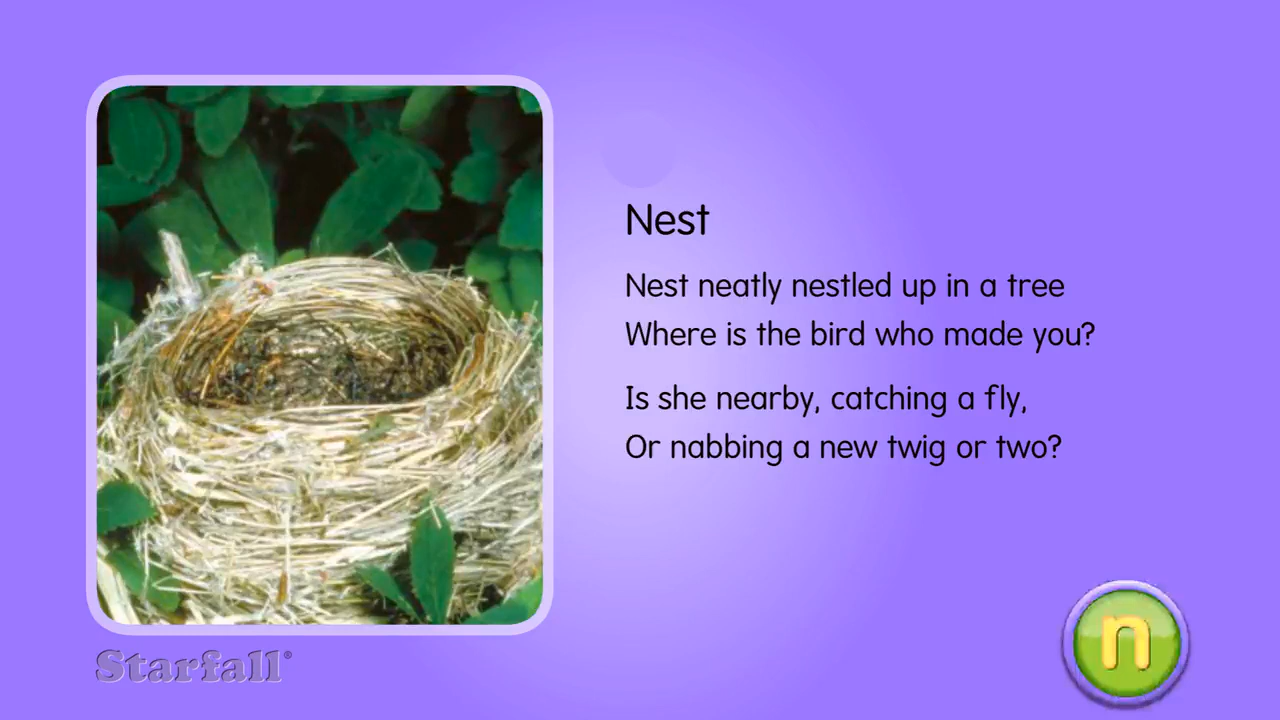 Nest
Nest neatly nestled up in a tree
Where is the bird who made you?
Is she nearby, catching a fly,
Or nabbing a new twig or two?
Starfall®
n